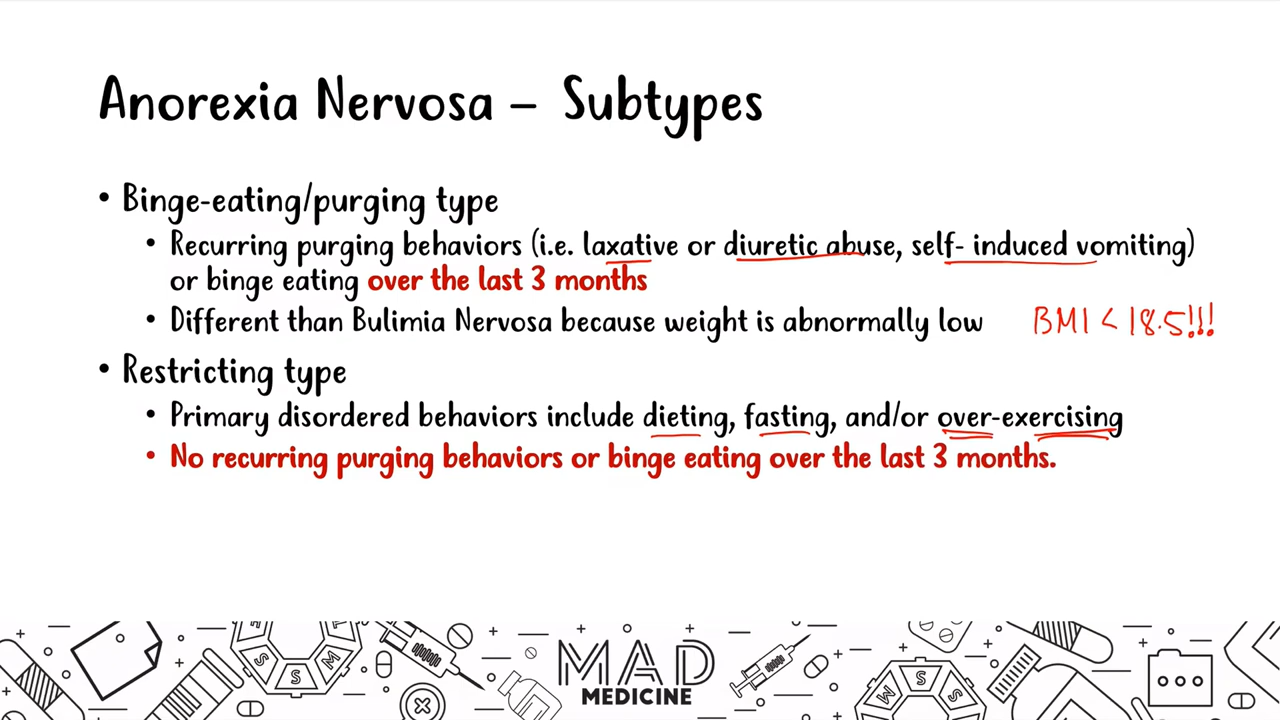 Anorexia Nervosa – Subtypes
• Binge-eating/purging type
• Recurring purging behaviors (i.e. laxative or diuretic abuse, self- induced vomiting)
or binge eating over the last 3 months
• Different than Bulimia Nervosa because weight is abnormally low BMI < 18.5!!!
• Restricting type
• Primary disordered behaviors include dieting, fasting, and/or over-exercising
• No recurring purging behaviors or binge eating over the last 3 months.
S S M
M S S
MAD
MEDICINE